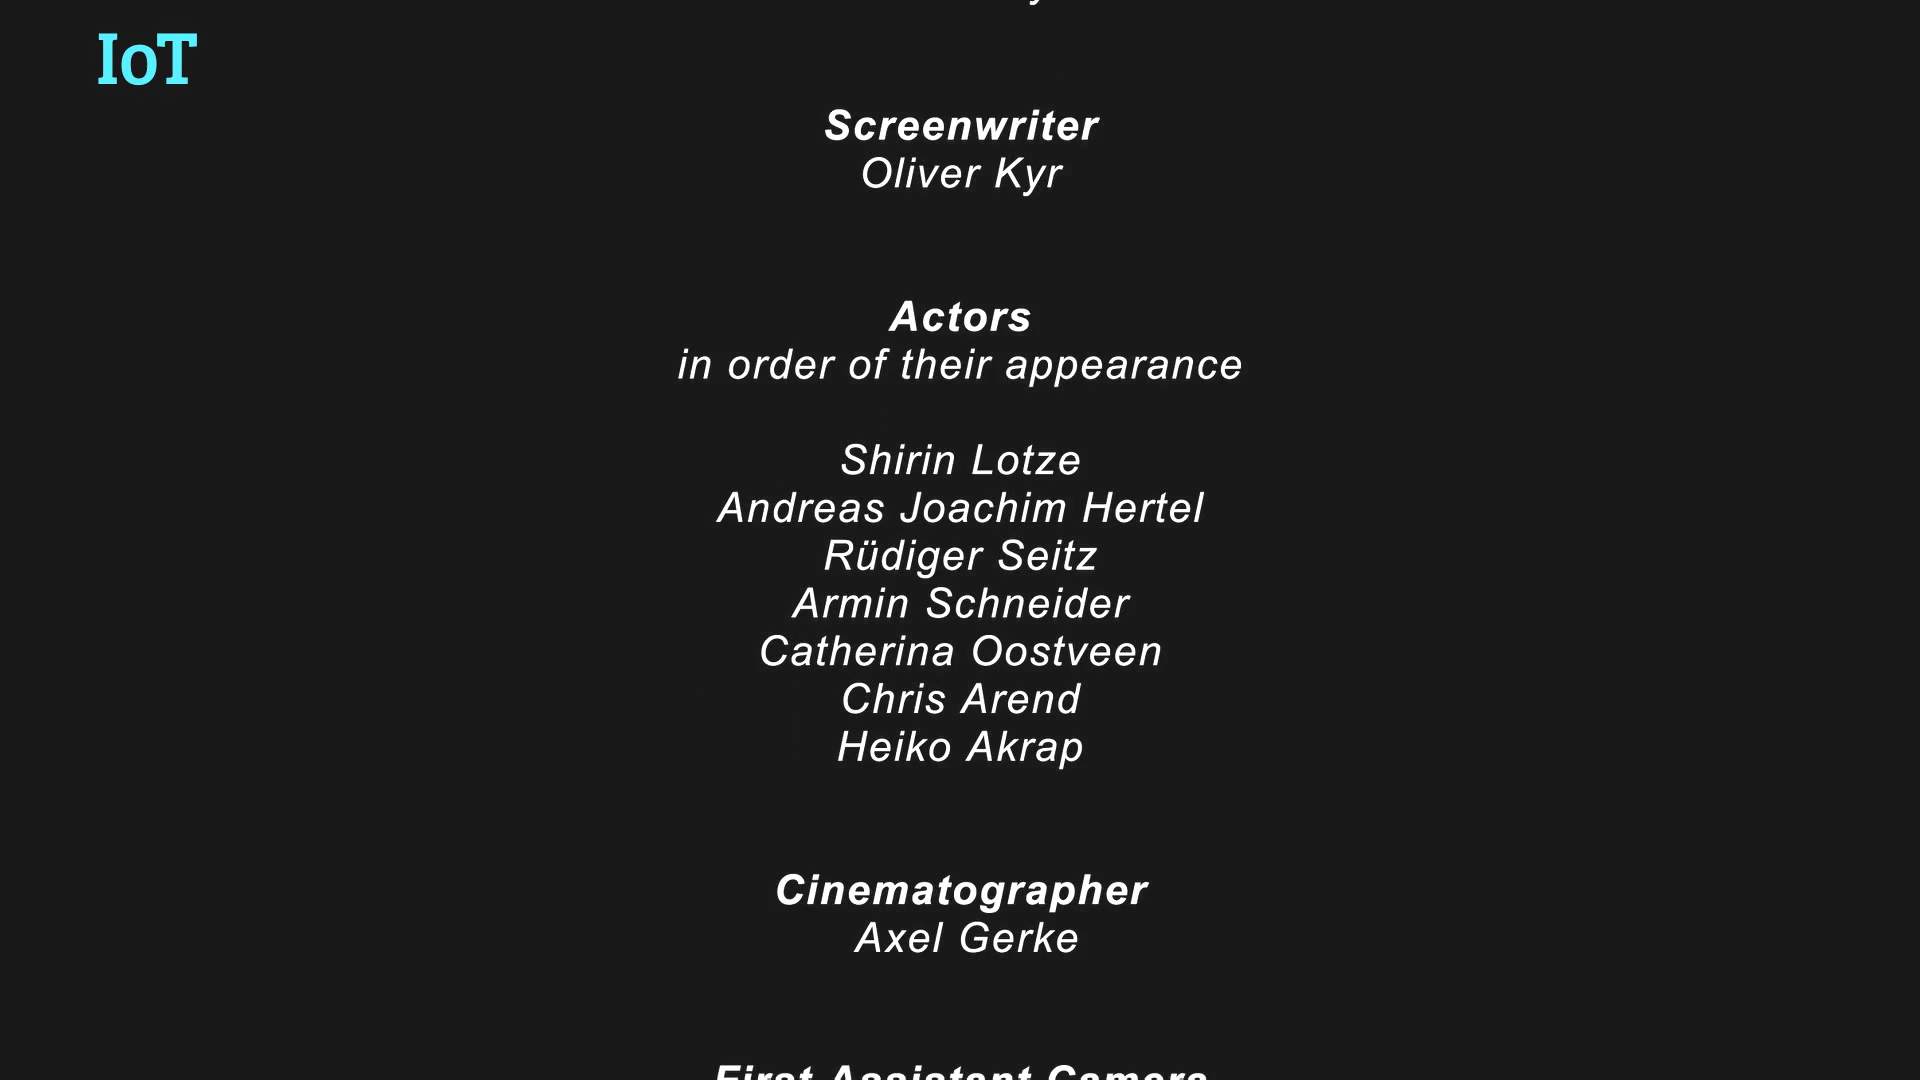 IoT
Screenwriter
Oliver Kyr
Actors
in order of their appearance
Shirin Lotze
Andreas Joachim Hertel
Rüdiger Seitz
Armin Schneider
Catherina Oostveen
Chris Arend
Heiko Akrap
Cinematographer
Axel Gerke
First Assistant Camera